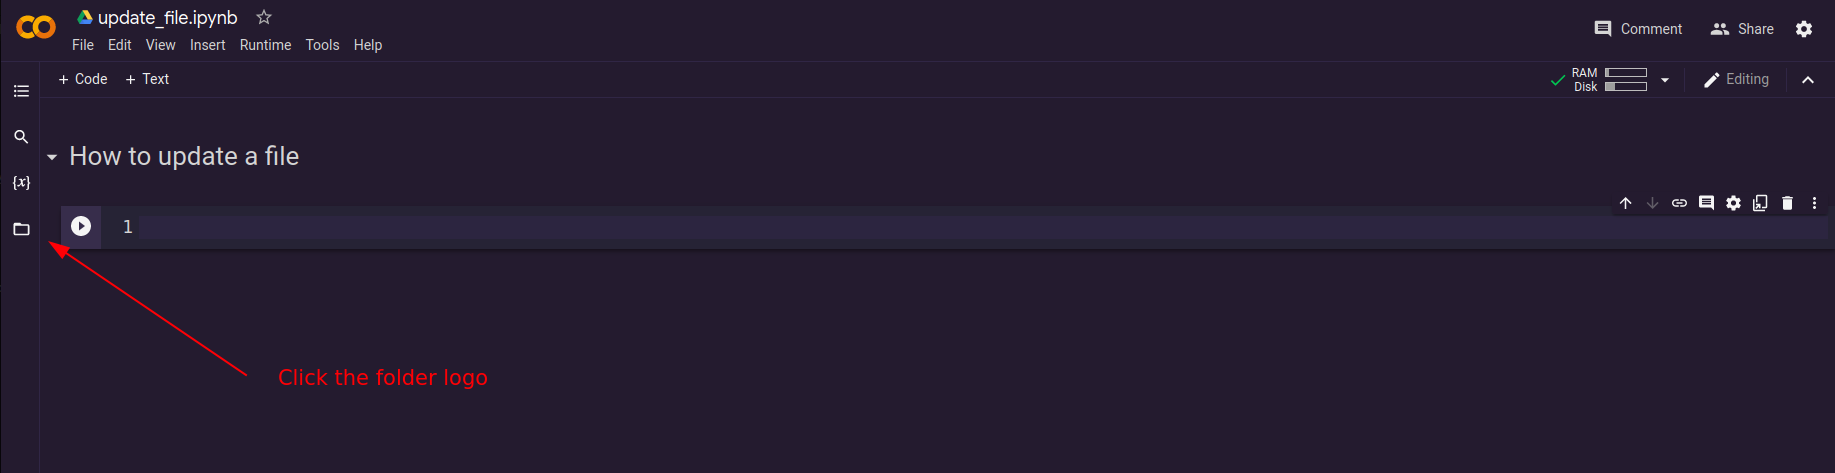 update_file.ipynb
File Edit View Insert Runtime Tools Help
Comment Share
+ Code + Text
RAM
Disk
Editing
{x}
How to update a file
1
Click the folder logo